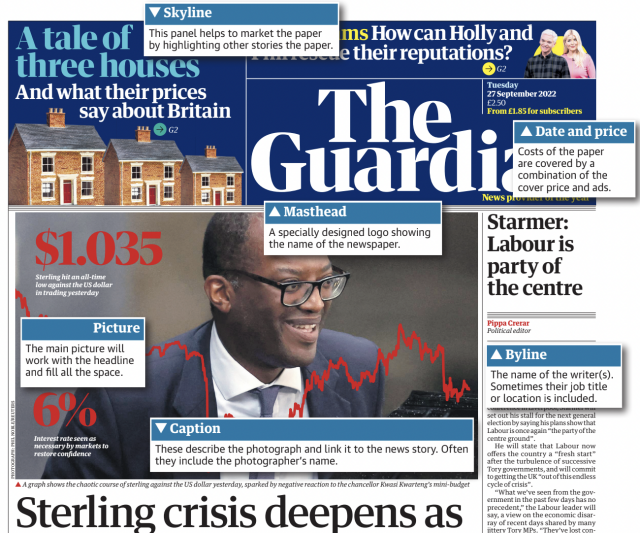 ▼ Skyline
This panel helps to market the paper
by highlighting other stories the paper.
A tale of
three houses
And what their prices
say about Britain
G2
ms How can Holly and
their reputations?
G2
Tuesday
27 September 2022
£2.50
From £1.85 for subscribers
The
Guardia
News provider of the year
▲ Date and price
Costs of the paper
are covered by a
combination of the
cover price and ads.
▲ Masthead
A specially designed logo showing
the name of the newspaper.
$1.035
Sterling hit an all-time
low against the US dollar
in trading yesterday
Picture
The main picture will
work with the headline
and fill all the space.
6%
Interest rate seen as
necessary by markets to
restore confidence
▼ Caption
These describe the photograph and link it to the news story. Often
they include the photographer's name.
▲ A graph shows the chaotic course of sterling against the US dollar yesterday, sparked by negative reaction to the chancellor Kwasi Kwarteng's mini-budget
Sterling crisis deepens as
Starmer:
Labour is
party of
the centre
Pippa Crerar
Political editor
▲ Byline
The name of the writer(s).
Sometimes their job title
or location is included.
set out his stall for the next general
election by saying his plans show that
Labour is once again "the party of the
centre ground".
He will state that Labour now
offers the country a "fresh start"
after the turbulence of successive
Tory governments, and will commit
to getting the UK "out of this endless
cycle of crisis".
"What we've seen from the gov-
ernment in the past few days has no
precedent," the Labour leader will
say, a view on the economic disar-
ray of recent days shared by many
jittery Tory MPs. "They've lost con-